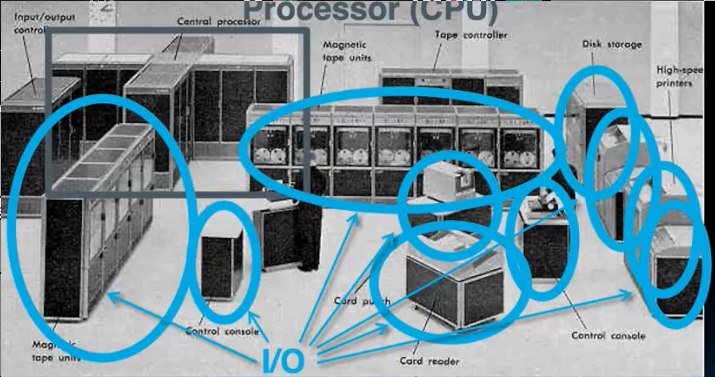 Processor (CPU)
Input/output
Central processor
Magnetic
tape units
Tape controller
Disk storage
High-speed
printers
Card punch
Control console
Control console
Magnetic
tape units
I/O
Card reader